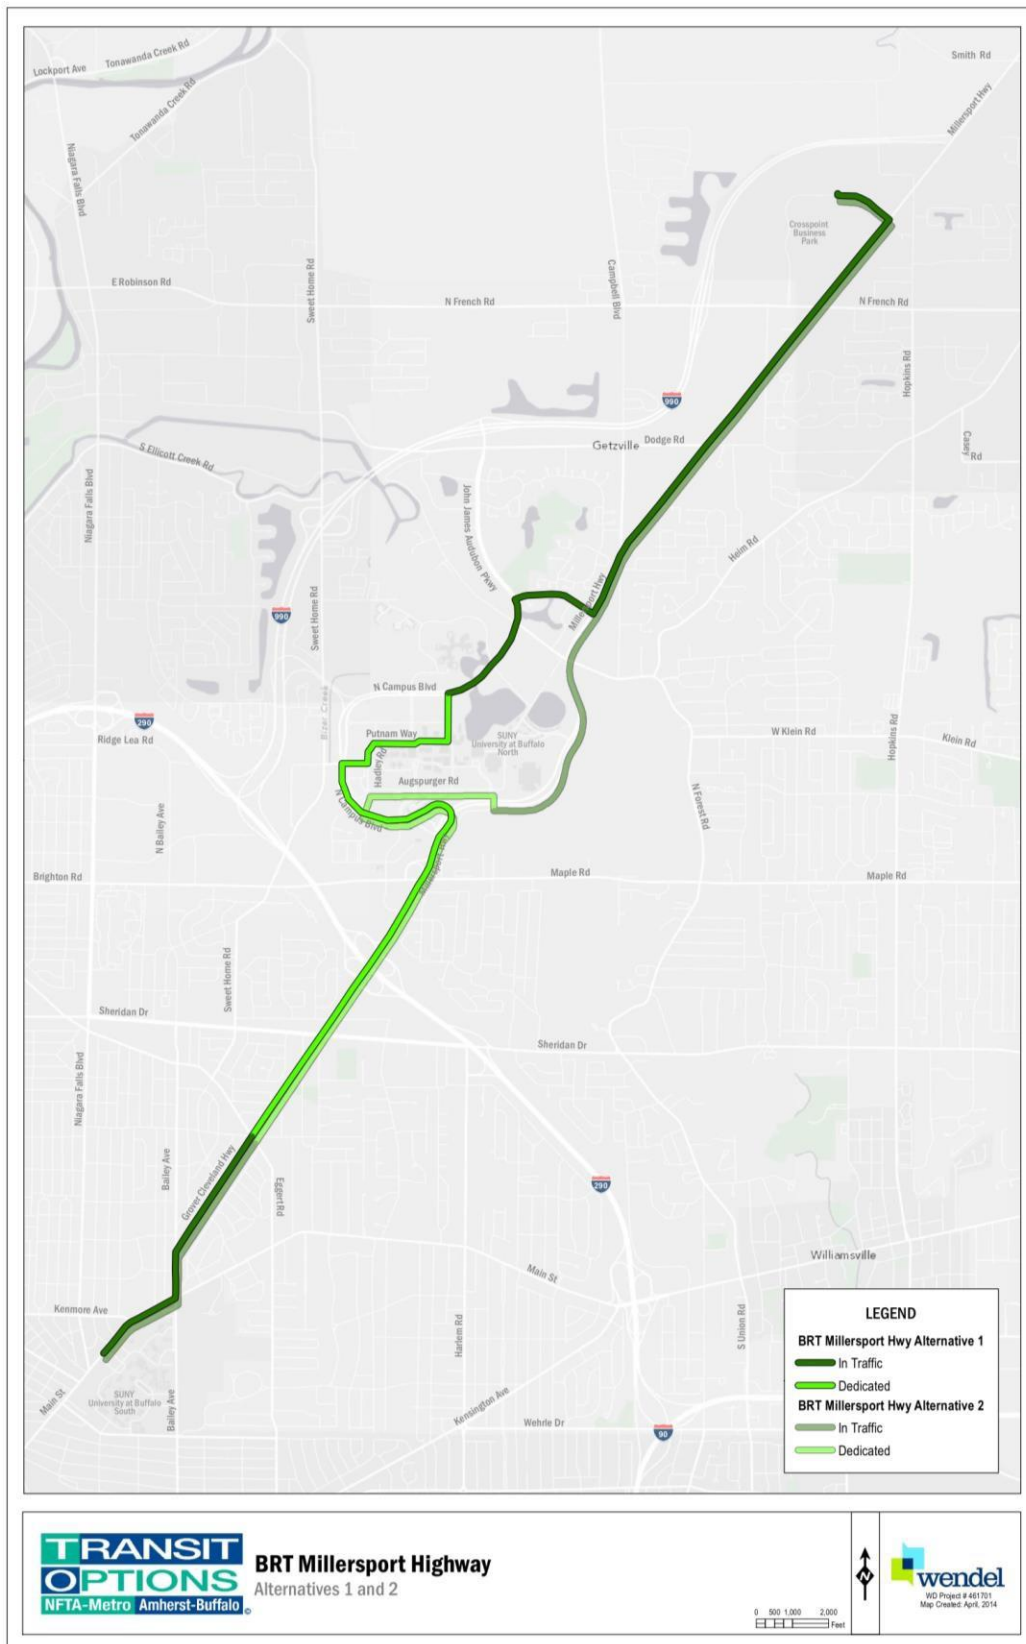 Smith Rd
Tonawanda Creek Rd
Lockport Ave
Tonawanda Creek Rd
Millersport Hwy
Niagara Falls Blvd
Crosspoint
Business
Park
Sweet Home Rd
Campbell Blvd
E Robinson Rd
N French Rd
N French Rd
Hopkins Rd
990
Getzville
Dodge Rd
Casey
Rd
S Ellicott Creek Rd
Niagara Falls Blvd
John James Audubon Pkwy
Heim Rd
Millersport Hwy
990
Sweet Home Rd
N Campus Blvd
Bizer Creek
290
Ridge Lea Rd
Putnam Way
SUNY
University at Buffalo
North
W Klein Rd
Hopkins Rd
Klein Rd
Hadley Rd
Augspurger Rd
N Campus Blvd
N Forest Rd
N Bailey Ave
Millersport Hwy
Brighton Rd
Maple Rd
Maple Rd
Sweet Home Rd
Sheridan Dr
Sheridan Dr
Niagara Falls Blvd
Bailey Ave
Grover Cleveland Hwy
Eggert Rd
290
Williamsville
Main St
Kenmore Ave
Harlem Rd
S Union Rd
Main St
SUNY
University at Buffalo
South
Bailey Ave
Kensington Ave
Wehrle Dr
90
LEGEND
BRT Millersport Hwy Alternative 1
In Traffic
Dedicated
BRT Millersport Hwy Alternative 2
In Traffic
Dedicated
TRANSIT
OPTIONS
NFTA-Metro Amherst-Buffalo ©
BRT Millersport Highway
Alternatives 1 and 2
0 500 1,000 2,000
Feet
N
wendel
WD Project # 461701
Map Created: April, 2014